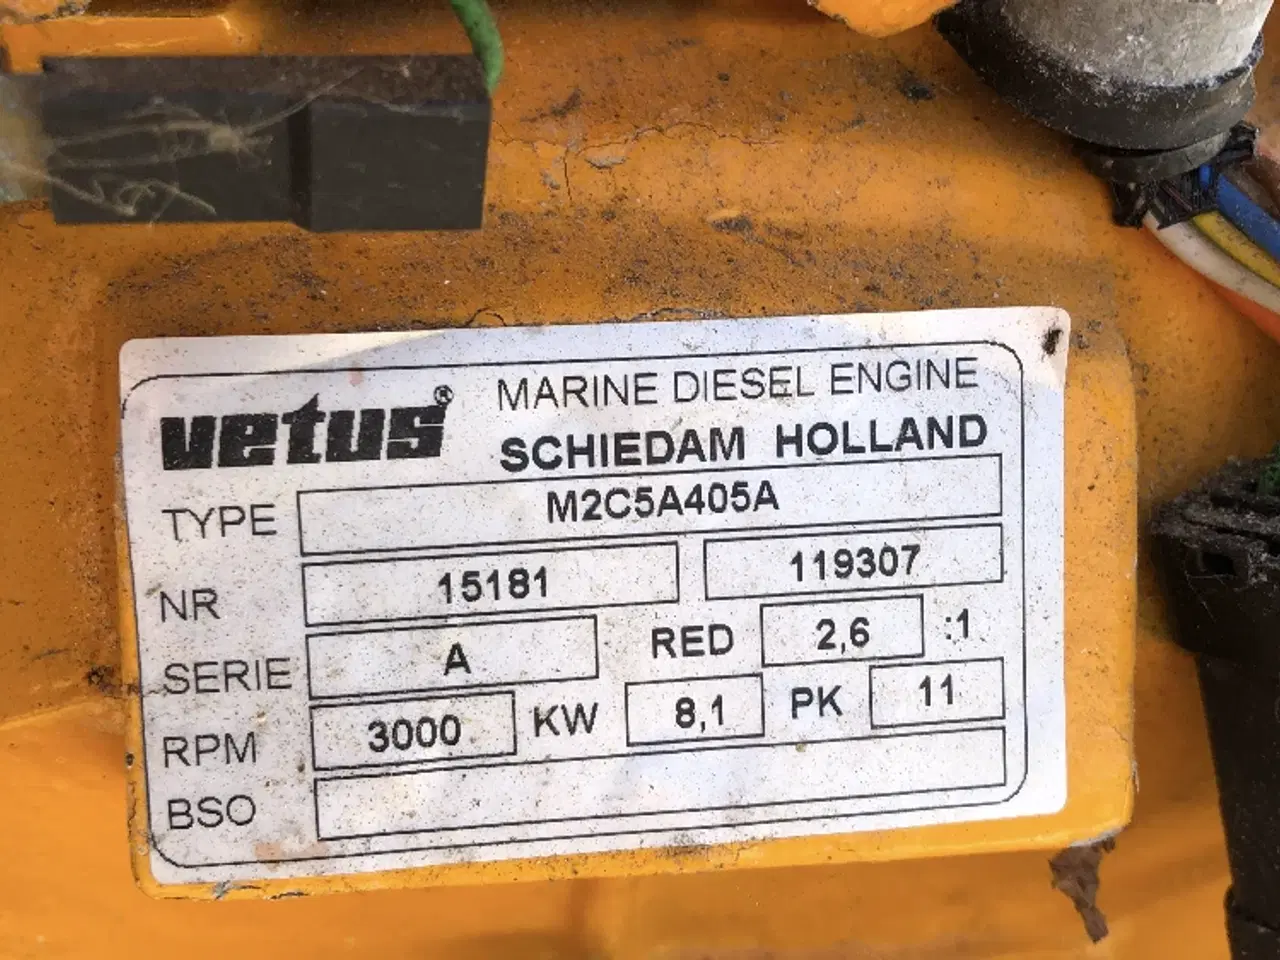 vetus® MARINE DIESEL ENGINE
SCHIEDAM HOLLAND
TYPE M2C5A405A
NR 15181 119307
SERIE A RED 2,6 :1
RPM 3000 KW 8,1 PK 11
BSO